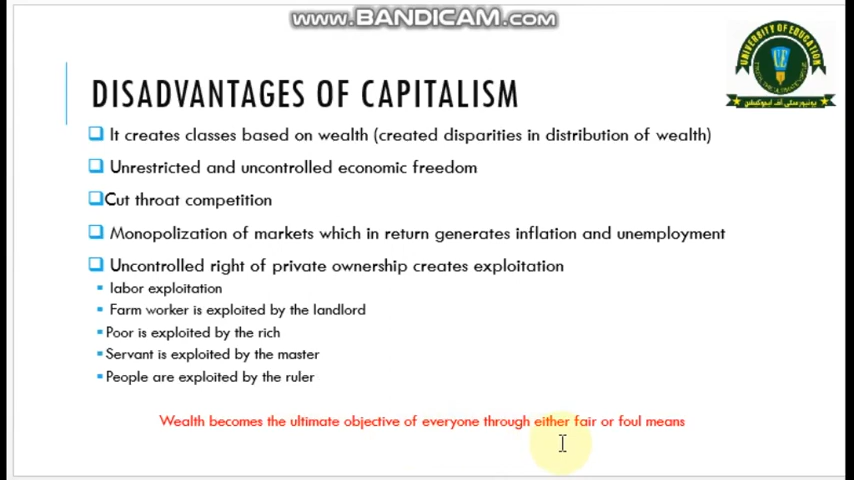 www.BANDICAM.com
UNIVERSITY OF EDUCATION
DISADVANTAGES OF CAPITALISM
It creates classes based on wealth (created disparities in distribution of wealth)
Unrestricted and uncontrolled economic freedom
Cut throat competition
Monopolization of markets which in return generates inflation and unemployment
Uncontrolled right of private ownership creates exploitation
labor exploitation
Farm worker is exploited by the landlord
Poor is exploited by the rich
Servant is exploited by the master
People are exploited by the ruler
Wealth becomes the ultimate objective of everyone through either fair or foul means